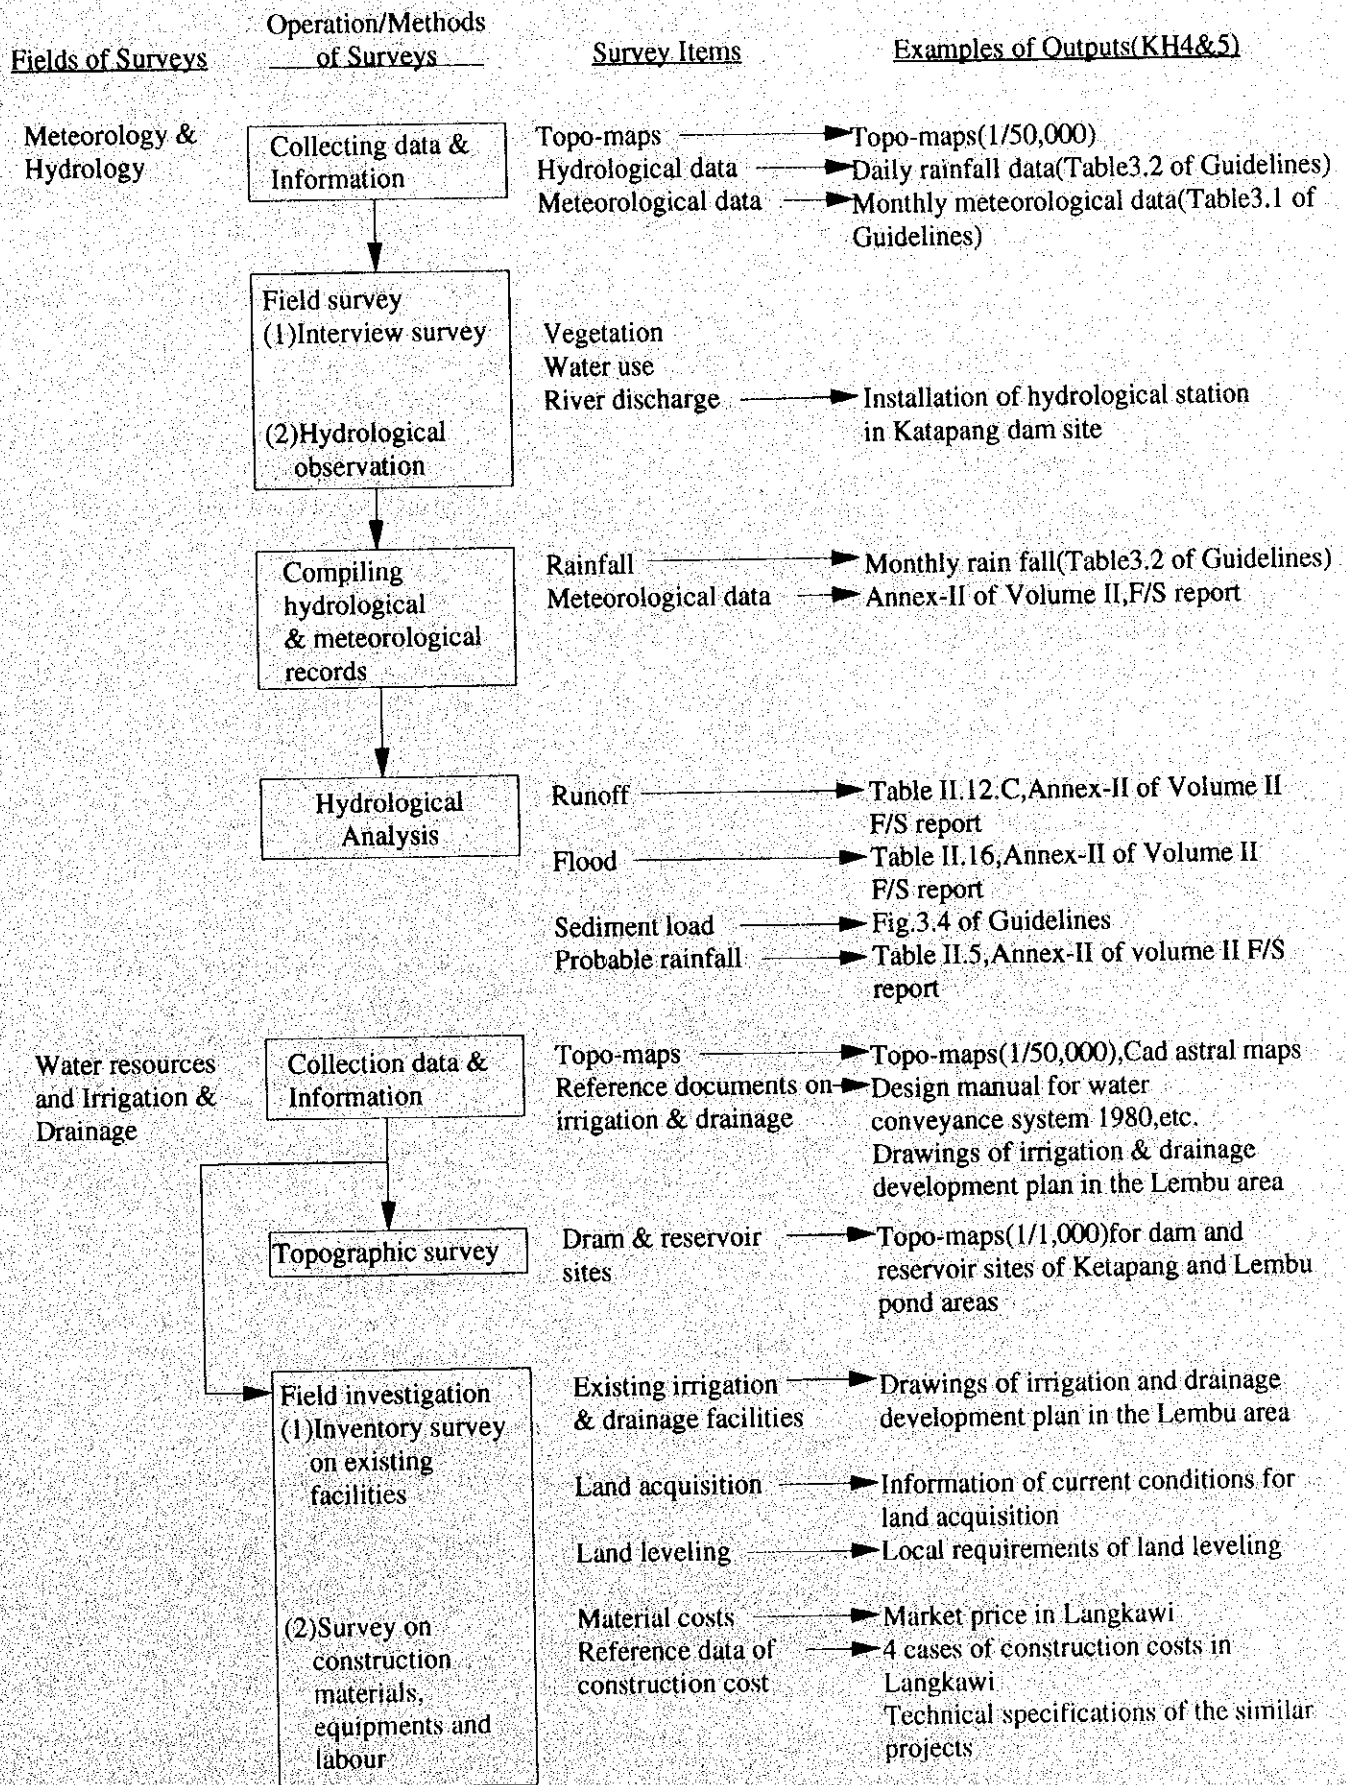 Fields of Surveys
Operation/Methods
of Surveys
Survey Items
Examples of Outputs(KH4&5)
Meteorology &
Hydrology
Collecting data &
Information
Topo-maps
Hydrological data
Meteorological data
Topo-maps(1/50,000)
Daily rainfall data(Table3.2 of Guidelines)
Monthly meteorological data(Table3.1 of
Guidelines)
Field survey
(1)Interview survey
(2)Hydrological
observation
Vegetation
Water use
River discharge
Installation of hydrological station
in Katapang dam site
Compiling
hydrological
& meteorological
records
Rainfall
Meteorological data
Monthly rain fall(Table3.2 of Guidelines)
Annex-II of Volume II,F/S report
Hydrological
Analysis
Runoff
Table II.12.C,Annex-II of Volume II
F/S report
Flood
Table II.16,Annex-II of Volume II
F/S report
Sediment load
Fig.3.4 of Guidelines
Probable rainfall
Table II.5,Annex-II of volume II F/S
report
Water resources
and Irrigation &
Drainage
Collection data &
Information
Topo-maps
Reference documents on
irrigation & drainage
Topo-maps(1/50,000),Cad astral maps
Design manual for water
conveyance system 1980,etc.
Drawings of irrigation & drainage
development plan in the Lembu area
Topographic survey
Dram & reservoir
sites
Topo-maps(1/1,000)for dam and
reservoir sites of Ketapang and Lembu
pond areas
Field investigation
(1)Inventory survey
on existing
facilities
Existing irrigation
& drainage facilities
Drawings of irrigation and drainage
development plan in the Lembu area
Land acquisition
Information of current conditions for
land acquisition
Land leveling
Local requirements of land leveling
(2)Survey on
construction
materials,
equipments and
labour
Material costs
Reference data of
construction cost
Market price in Langkawi
4 cases of construction costs in
Langkawi
Technical specifications of the similar
projects